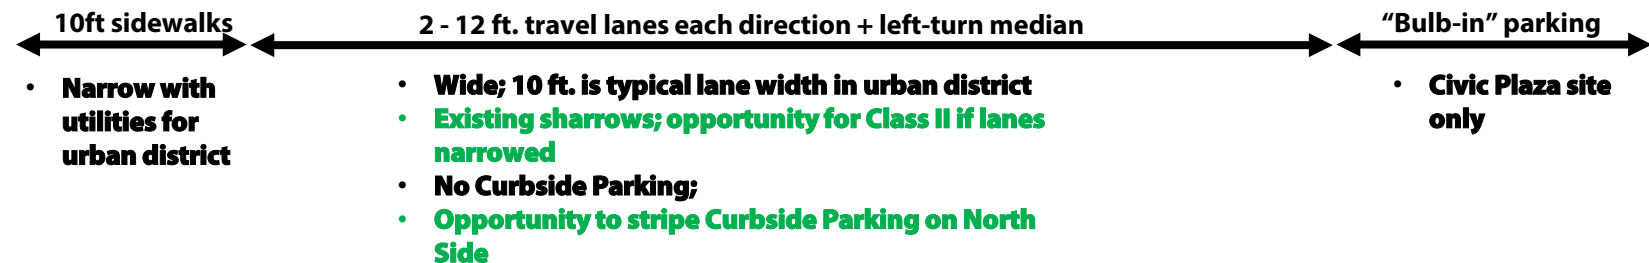 10ft sidewalks
2 - 12 ft. travel lanes each direction + left-turn median
“Bulb-in” parking
• Narrow with
utilities for
urban district
• Wide; 10 ft. is typical lane width in urban district
• Existing sharrows; opportunity for Class II if lanes
narrowed
• No Curbside Parking;
• Opportunity to stripe Curbside Parking on North
Side
• Civic Plaza site
only